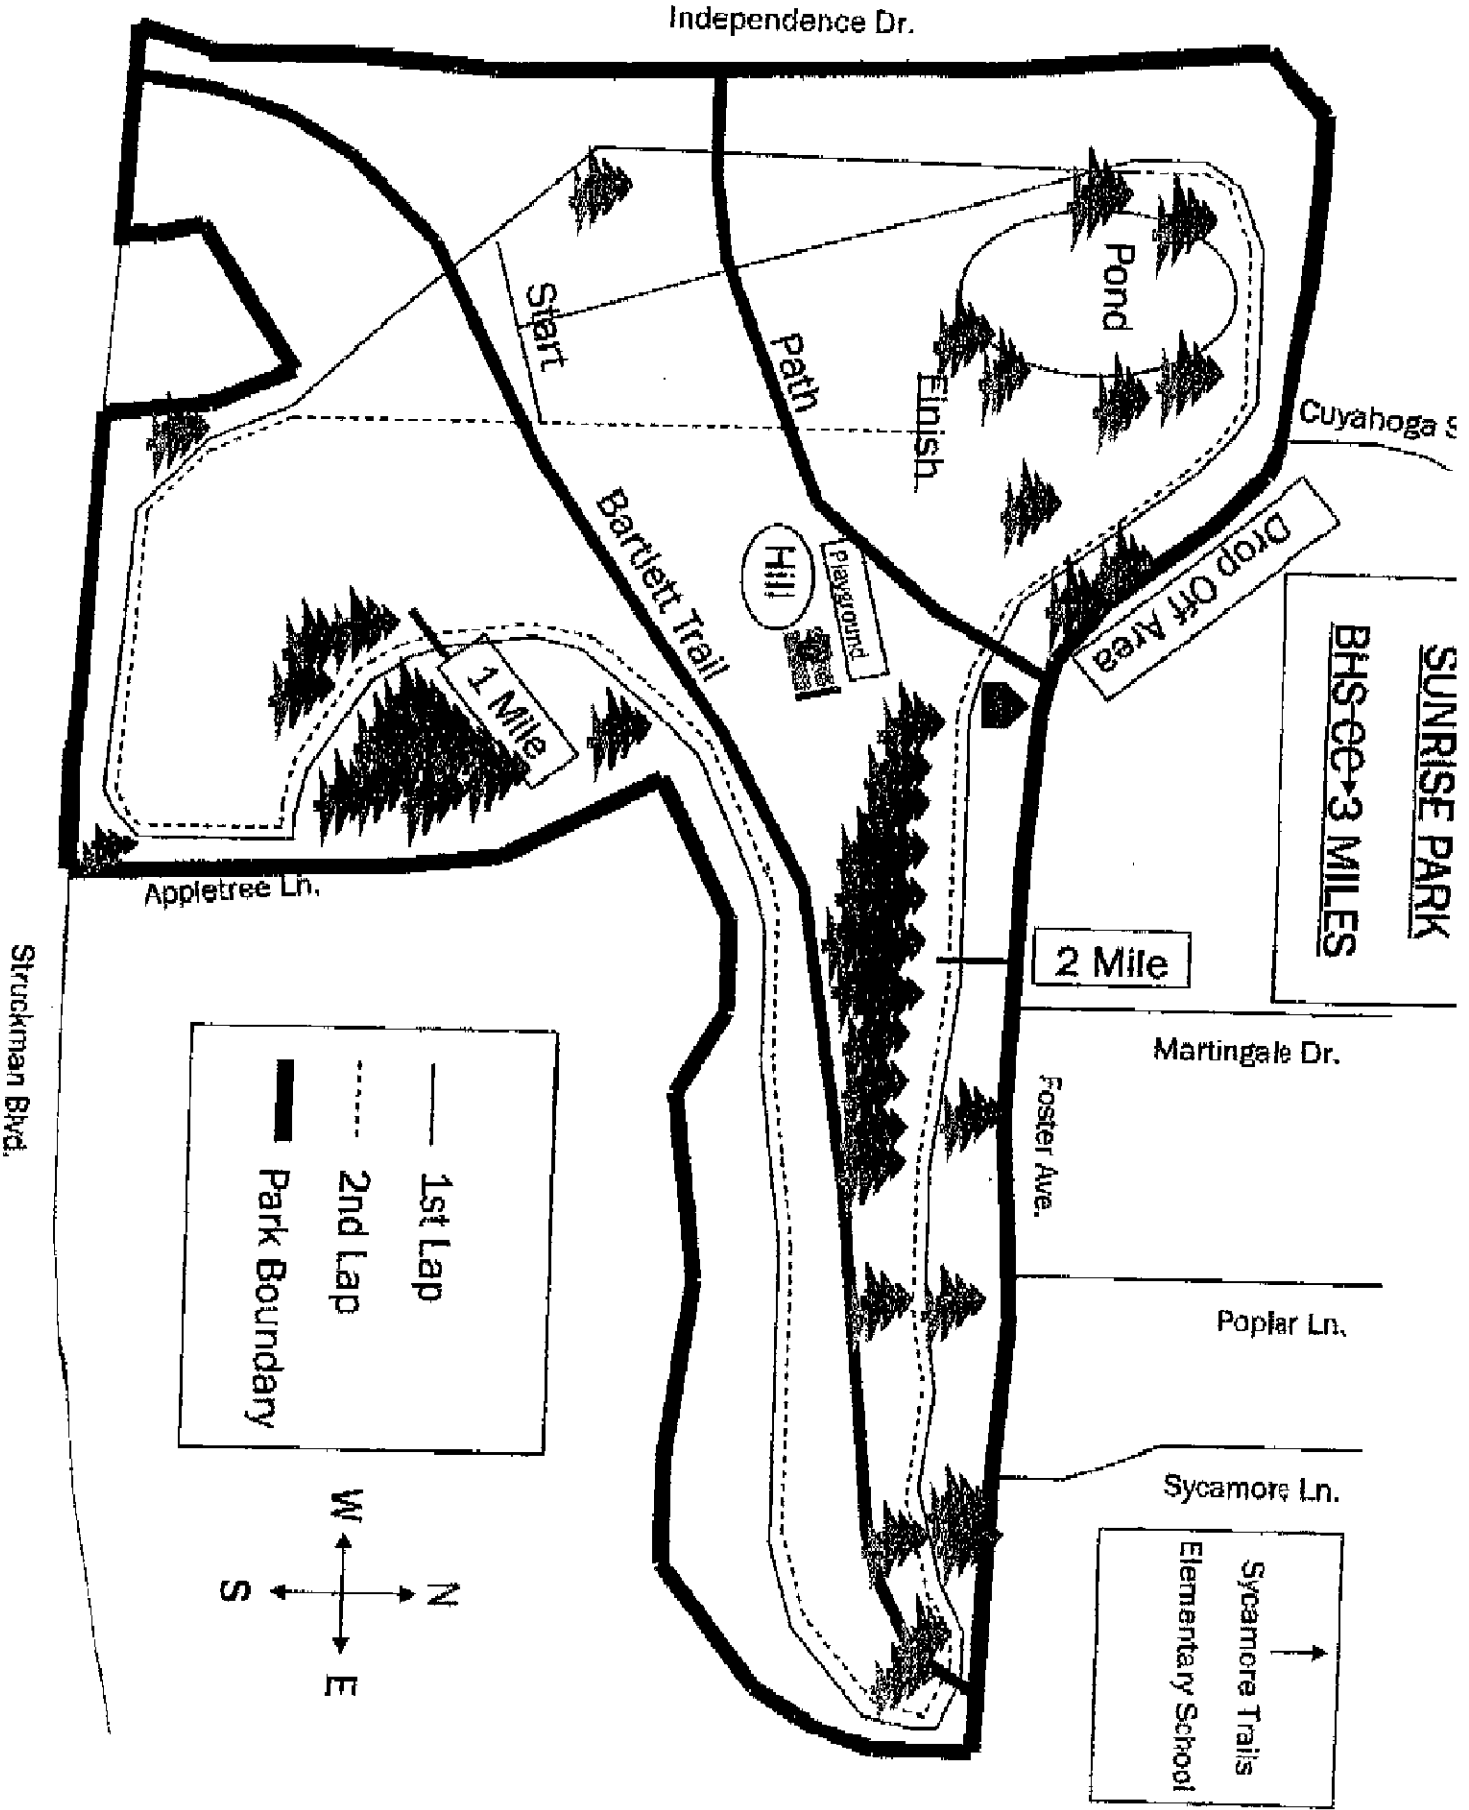 SUNRISE PARK
BHSCC→3 MILES
Independence Dr.
Pond
Start
Path
Finish
Cuyahoga S
Drop Off Area
Bartlett Trail
Hill
Playground
1 Mile
2 Mile
Appletree Ln.
Struckman Blvd.
Martingale Dr.
Foster Ave.
Poplar Ln.
Sycamore Ln.
Sycamore Trails
Elementary School
1st Lap
2nd Lap
Park Boundary
N
W
E
S